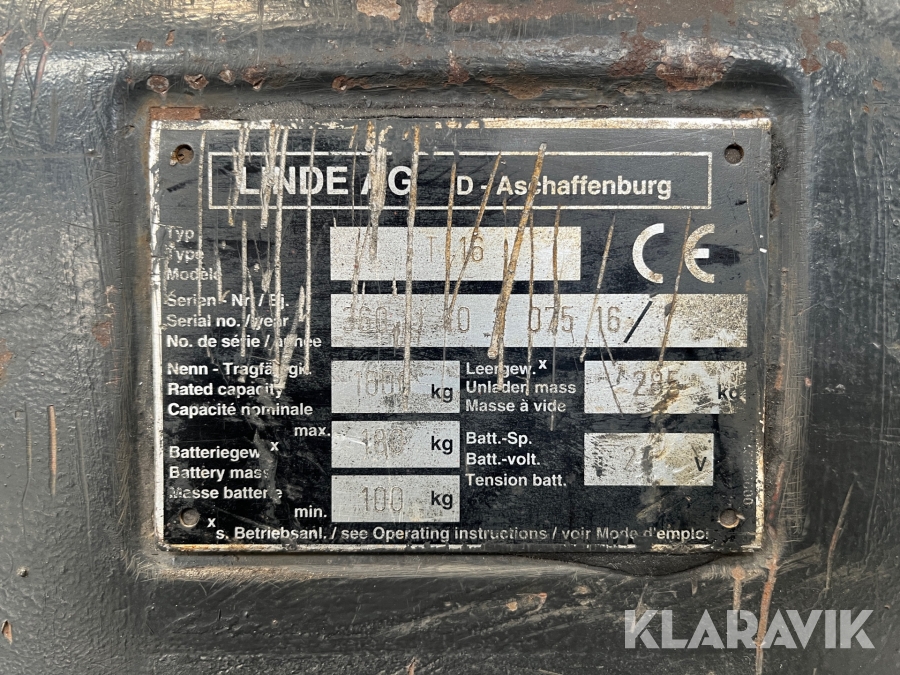 LINDE AG D - Aschaffenburg
Typ
Type
Modèle
T 16
CE
Serien - Nr. / Bj.
Serial no. / year
No. de série / année
075 16/
Nenn - Tragfähigk.
Rated capacity
Capacité nominale
kg
Leergew. x
Unladen mass
Masse à vide
kg
Batteriegew. x
Battery mass
Masse batterie
max.
kg
min.
100 kg
Batt.-Sp.
Batt.-volt.
Tension batt.
V
x
s. Betriebsanl. / see Operating instructions / voir Mode d'emploi
KLARAVIK